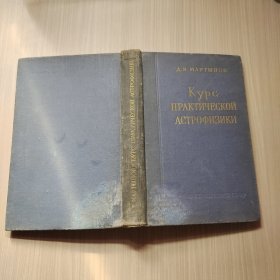 Д.Я. МАРТЫНОВ
Курс
ПРАКТИЧЕСКОЙ
АСТРОФИЗИКИ
МАРТЫНОВ КУРС ПРАКТИЧЕСКОЙ АСТРОФИЗИКИ